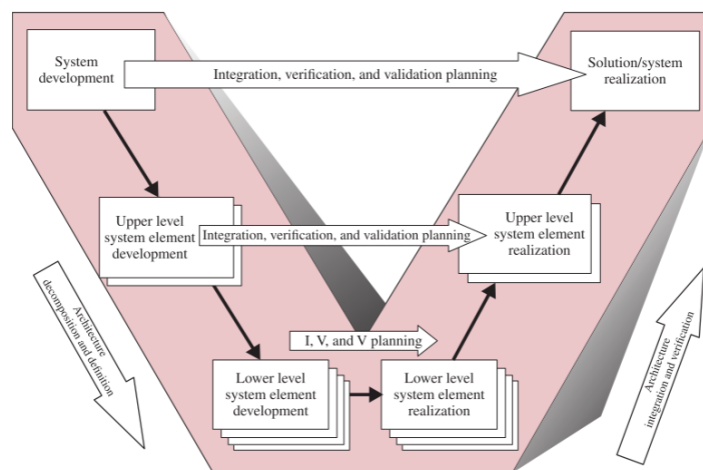 System
development
Integration, verification, and validation planning
Solution/system
realization
Upper level
system element
development
Integration, verification, and validation planning
Upper level
system element
realization
Architecture
decomposition and definition
I, V, and V planning
Lower level
system element
development
Lower level
system element
realization
Architecture
integration and verification